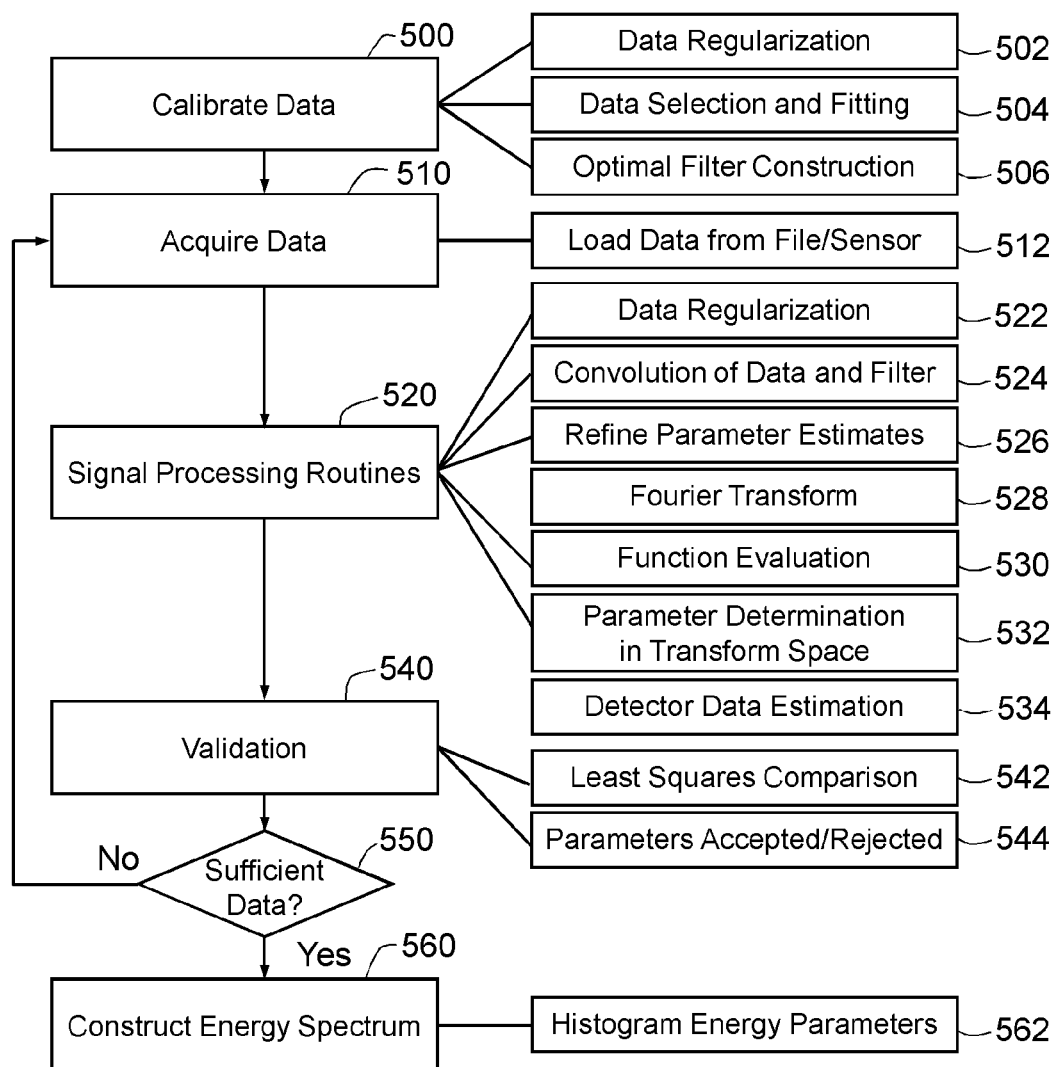 500
Calibrate Data
Data Regularization
502
Data Selection and Fitting
504
Optimal Filter Construction
506
510
Acquire Data
Load Data from File/Sensor
512
520
Signal Processing Routines
Data Regularization
522
Convolution of Data and Filter
524
Refine Parameter Estimates
526
Fourier Transform
528
Function Evaluation
530
Parameter Determination
in Transform Space
532
Detector Data Estimation
534
540
Validation
Least Squares Comparison
542
Parameters Accepted/Rejected
544
550
Sufficient
Data?
No
Yes
560
Construct Energy Spectrum
Histogram Energy Parameters
562